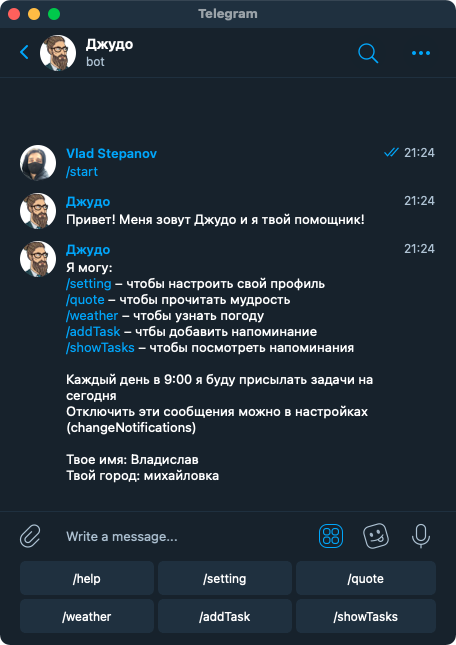 Telegram
Джудо
bot
Vlad Stepanov 21:24
/start
Джудо 21:24
Привет! Меня зовут Джудо и я твой помощник!
Джудо 21:24
Я могу:
/setting – чтобы настроить свой профиль
/quote – чтобы прочитать мудрость
/weather – чтобы узнать погоду
/addTask – чтбы добавить напоминание
/showTasks – чтобы посмотреть напоминания
Каждый день в 9:00 я буду присылать задачи на
сегодня
Отключить эти сообщения можно в настройках
(changeNotifications)
Твое имя: Владислав
Твой город: михайловка
Write a message...
/help /setting /quote
/weather /addTask /showTasks